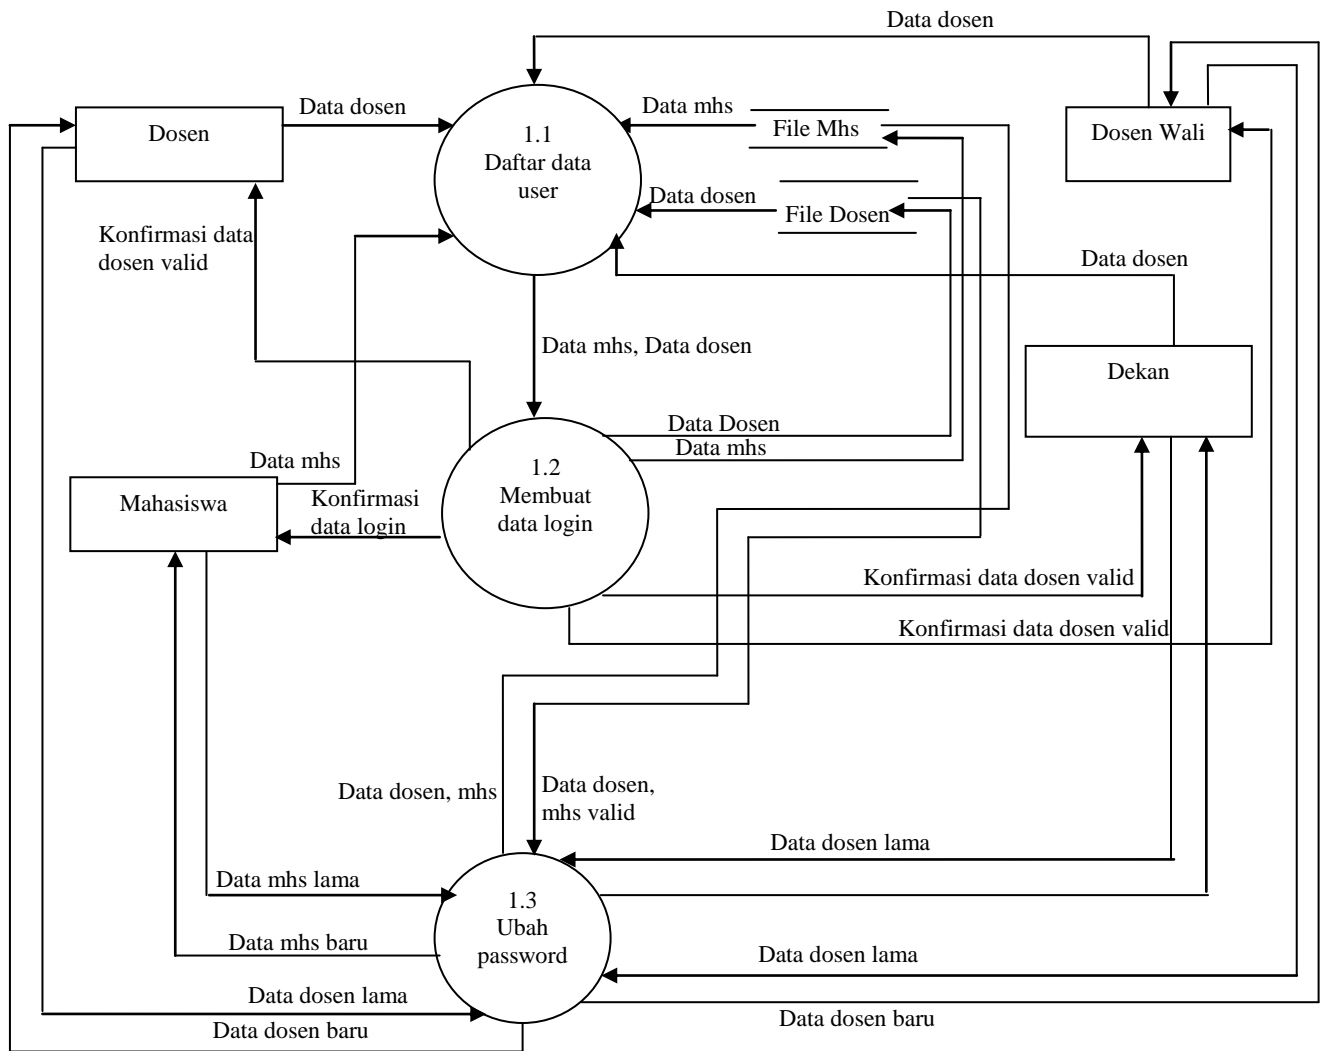 Data dosen
Data dosen
Data mhs
Dosen
1.1
Daftar data
user
File Mhs
Dosen Wali
Data dosen
File Dosen
Konfirmasi data
dosen valid
Data dosen
Data mhs, Data dosen
Dekan
Data Dosen
Data mhs
Data mhs
1.2
Membuat
data login
Mahasiswa
Konfirmasi
data login
Konfirmasi data dosen valid
Konfirmasi data dosen valid
Data dosen, mhs
Data dosen,
mhs valid
Data dosen lama
Data mhs lama
1.3
Ubah
password
Data mhs baru
Data dosen lama
Data dosen lama
Data dosen baru
Data dosen baru